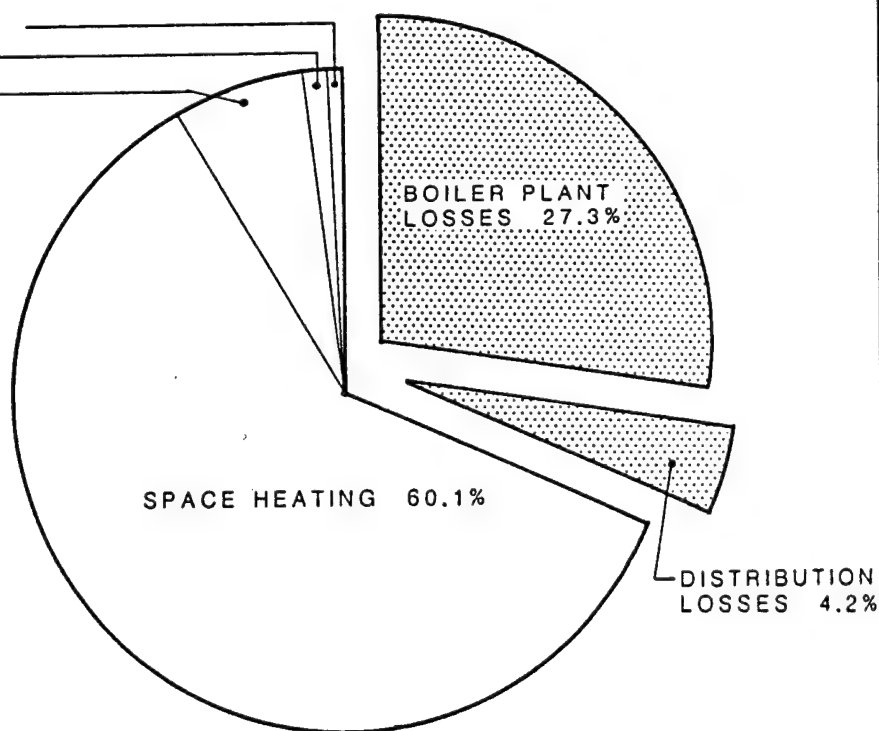 BOILER PLANT
LOSSES 27.3%
SPACE HEATING 60.1%
DISTRIBUTION
LOSSES 4.2%